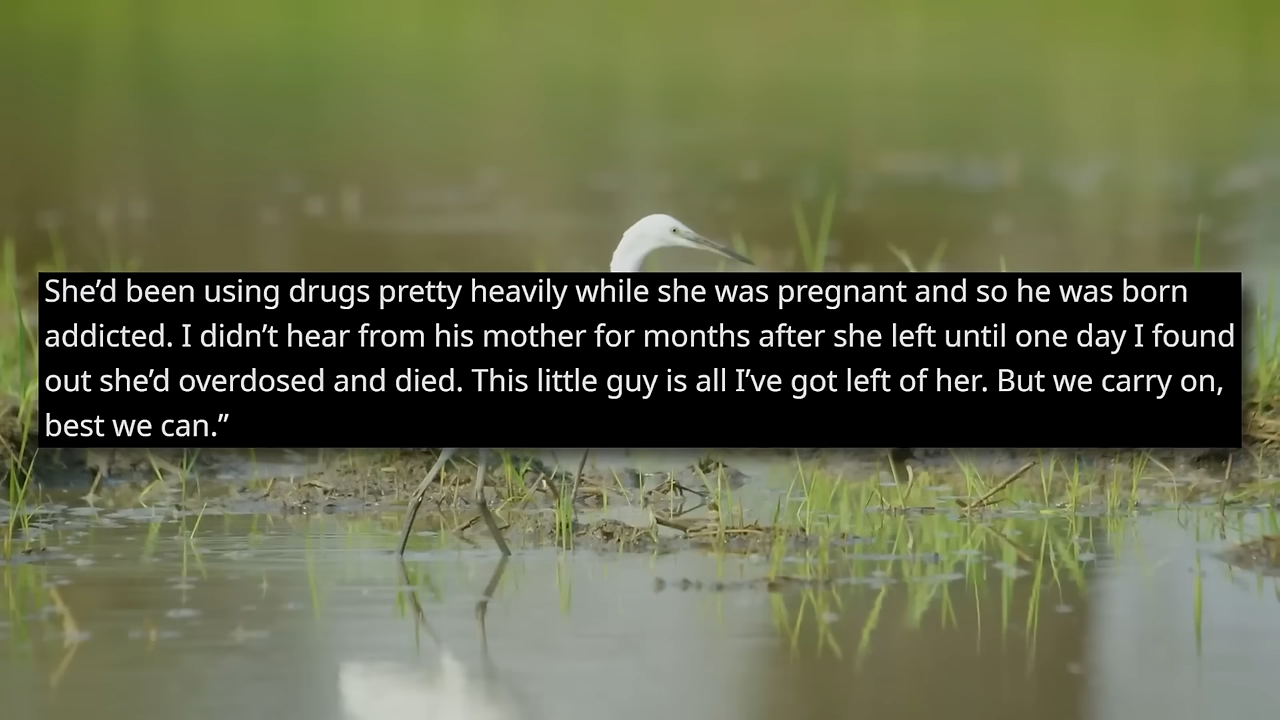 She’d been using drugs pretty heavily while she was pregnant and so he was born
addicted. I didn’t hear from his mother for months after she left until one day I found
out she’d overdosed and died. This little guy is all I’ve got left of her. But we carry on,
best we can.”